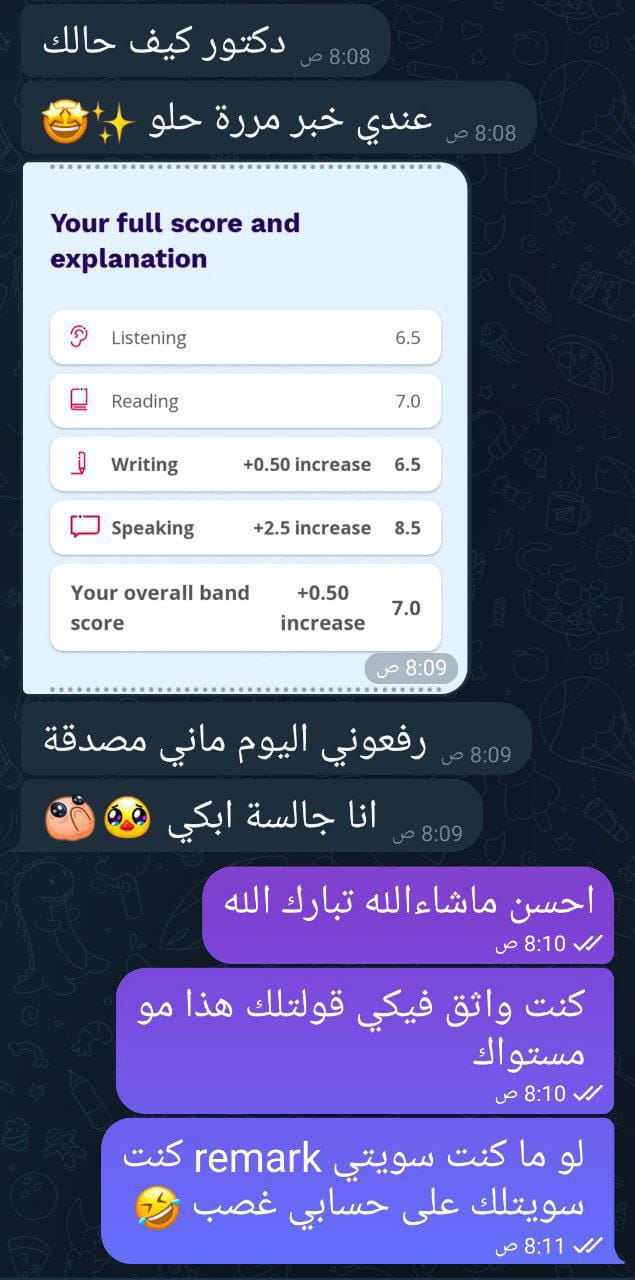 دكتور كيف حالك
8:08 ص
عندي خبر مررة حلو ✨🤩
8:08 ص
Your full score and
explanation
Listening 6.5
Reading 7.0
Writing +0.50 increase 6.5
Speaking +2.5 increase 8.5
Your overall band
score
+0.50
increase
7.0
8:09 ص
رفعوني اليوم ماني مصدقة
8:09 ص
انا جالسة ابكي
8:09 ص
احسن ماشاءالله تبارك الله
8:10 ص
كنت واثق فيكي قولتلك هذا مو
مستواك
8:10 ص
لو ما كنت سويتي remark كنت
سويتلك على حسابي غصب 🤣
8:11 ص